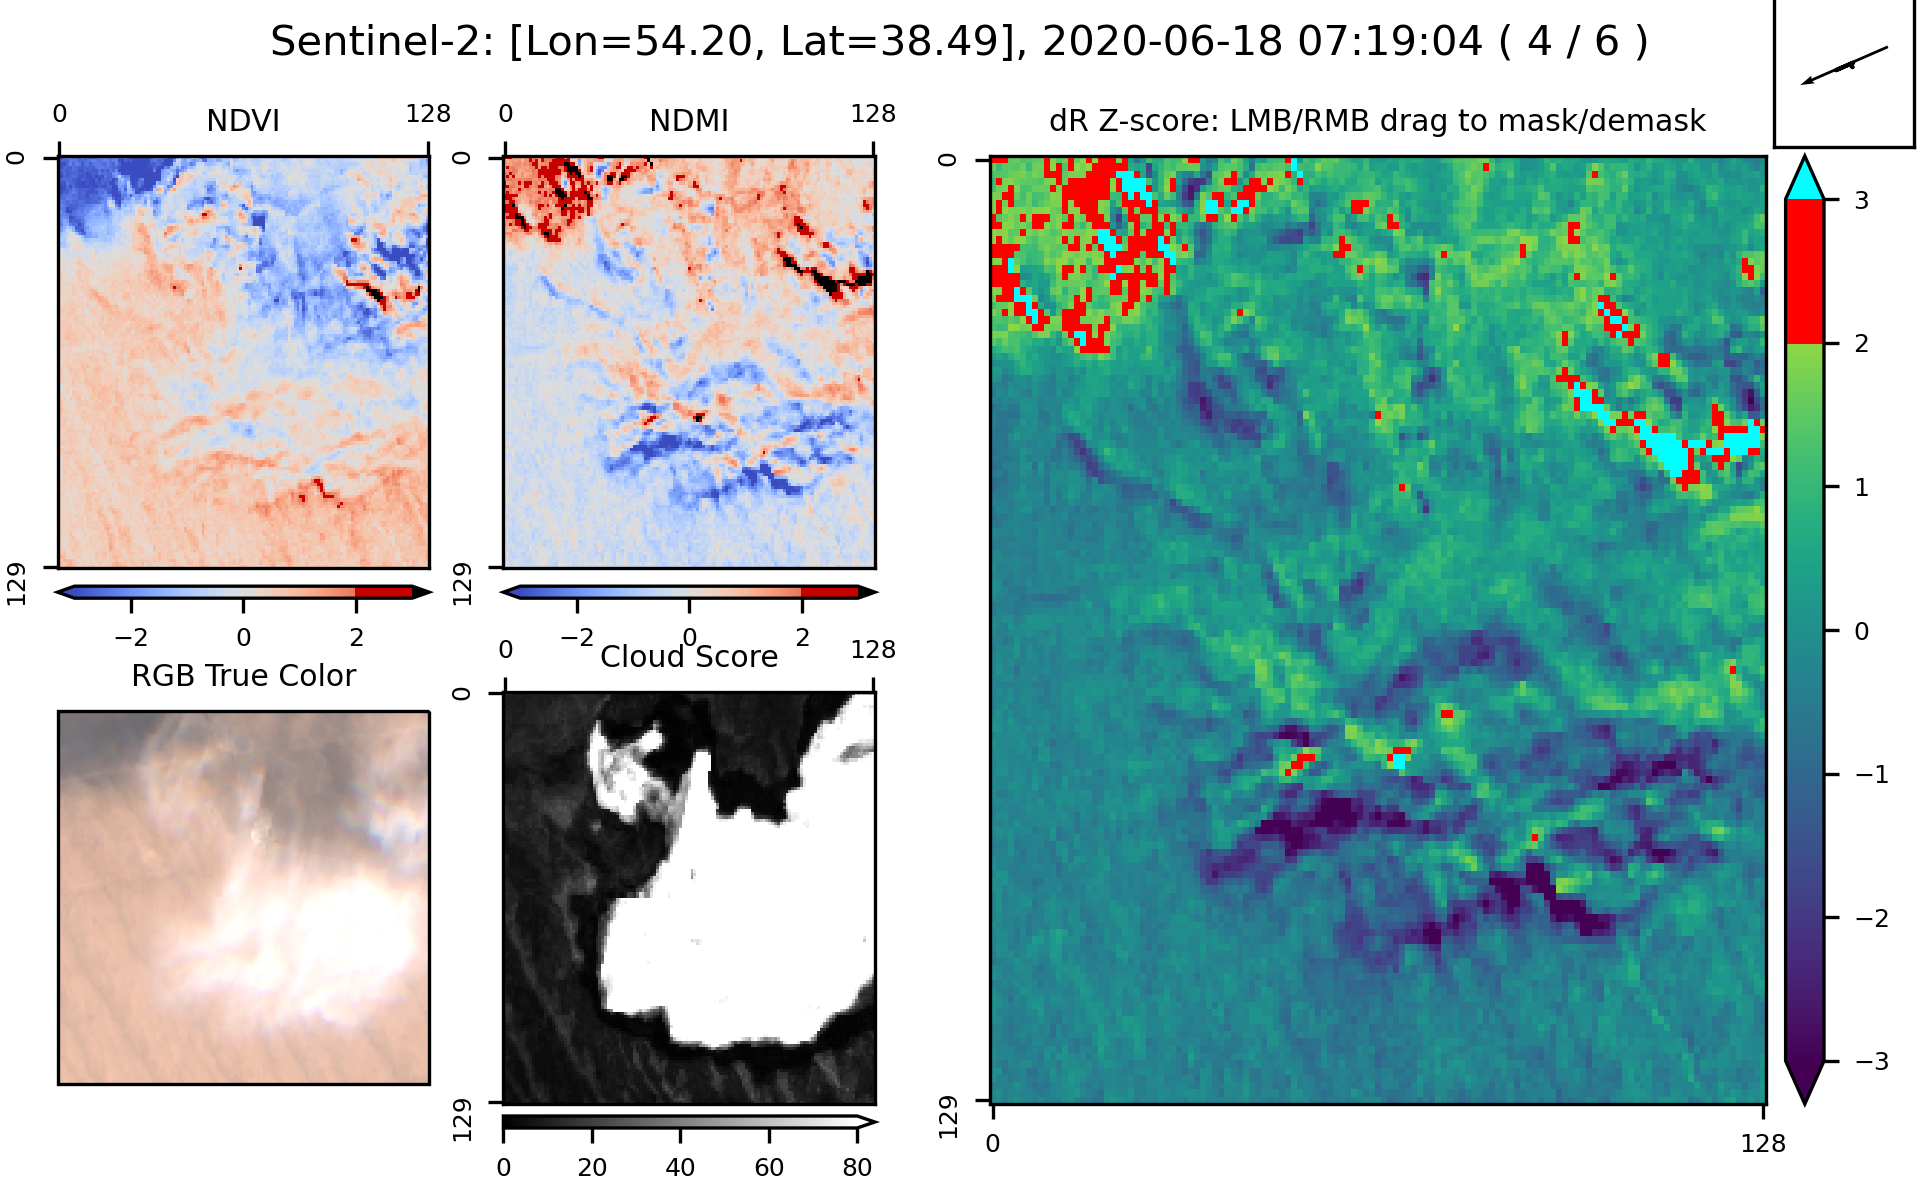 Sentinel-2: [Lon=54.20, Lat=38.49], 2020-06-18 07:19:04 ( 4 / 6 )
0 NDVI 128
0 NDMI 128
dR Z-score: LMB/RMB drag to mask/demask
0
129
0
129
0
129
−2 0 2
−2 0 2
3
2
1
0
−1
−2
−3
RGB True Color
0 Cloud Score 128
0
129
0 20 40 60 80
0 128